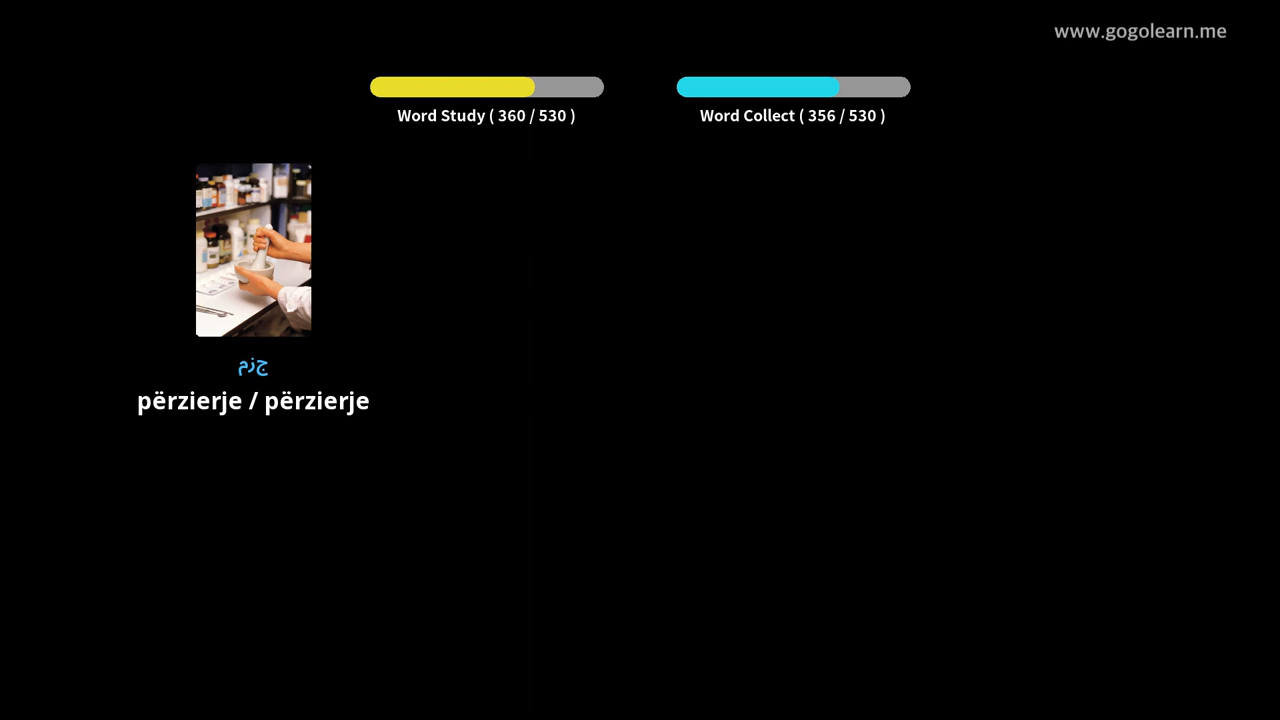 www.gogolearn.me
Word Study ( 360 / 530 )
Word Collect ( 356 / 530 )
جزم
përzierje / përzierje